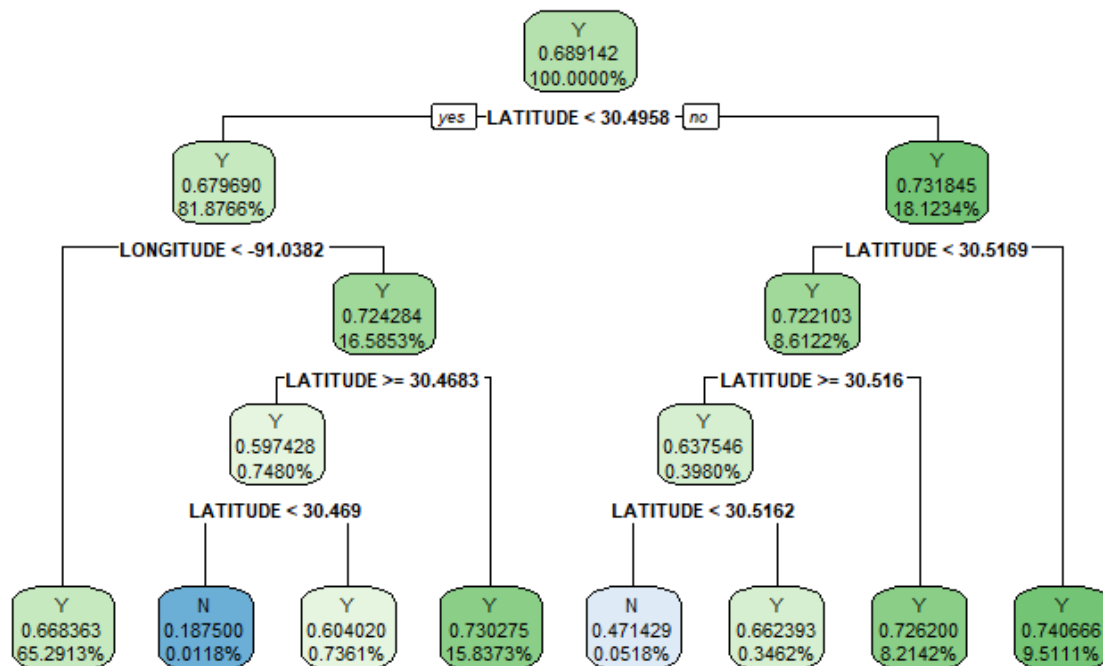 Y
0.689142
100.0000%
yes LATITUDE < 30.4958 no
Y
0.679690
81.8766%
Y
0.731845
18.1234%
LONGITUDE < -91.0382
LATITUDE < 30.5169
Y
0.724284
16.5853%
Y
0.722103
8.6122%
LATITUDE >= 30.4683
LATITUDE >= 30.516
Y
0.597428
0.7480%
Y
0.637546
0.3980%
LATITUDE < 30.469
LATITUDE < 30.5162
Y
0.668363
65.2913%
N
0.187500
0.0118%
Y
0.604020
0.7361%
Y
0.730275
15.8373%
N
0.471429
0.0518%
Y
0.662393
0.3462%
Y
0.726200
8.2142%
Y
0.740666
9.5111%